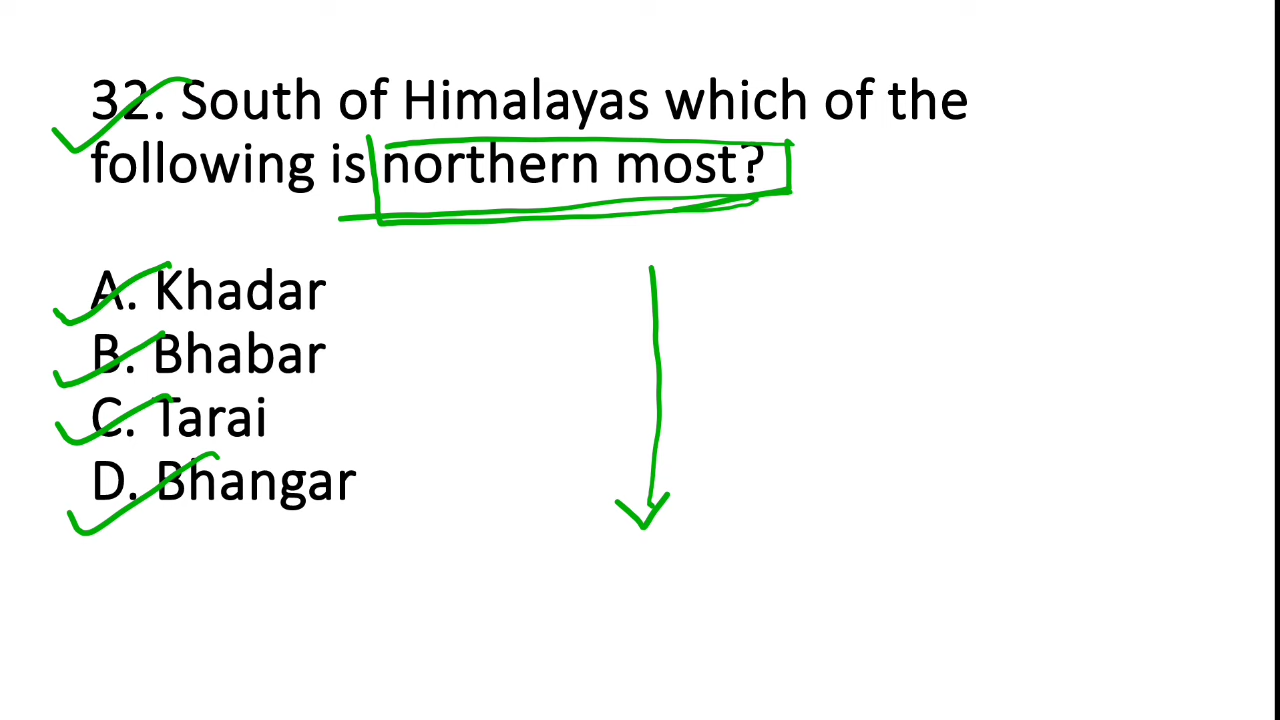 32. South of Himalayas which of the
following is northern most?
A. Khadar
B. Bhabar
C. Tarai
D. Bhangar